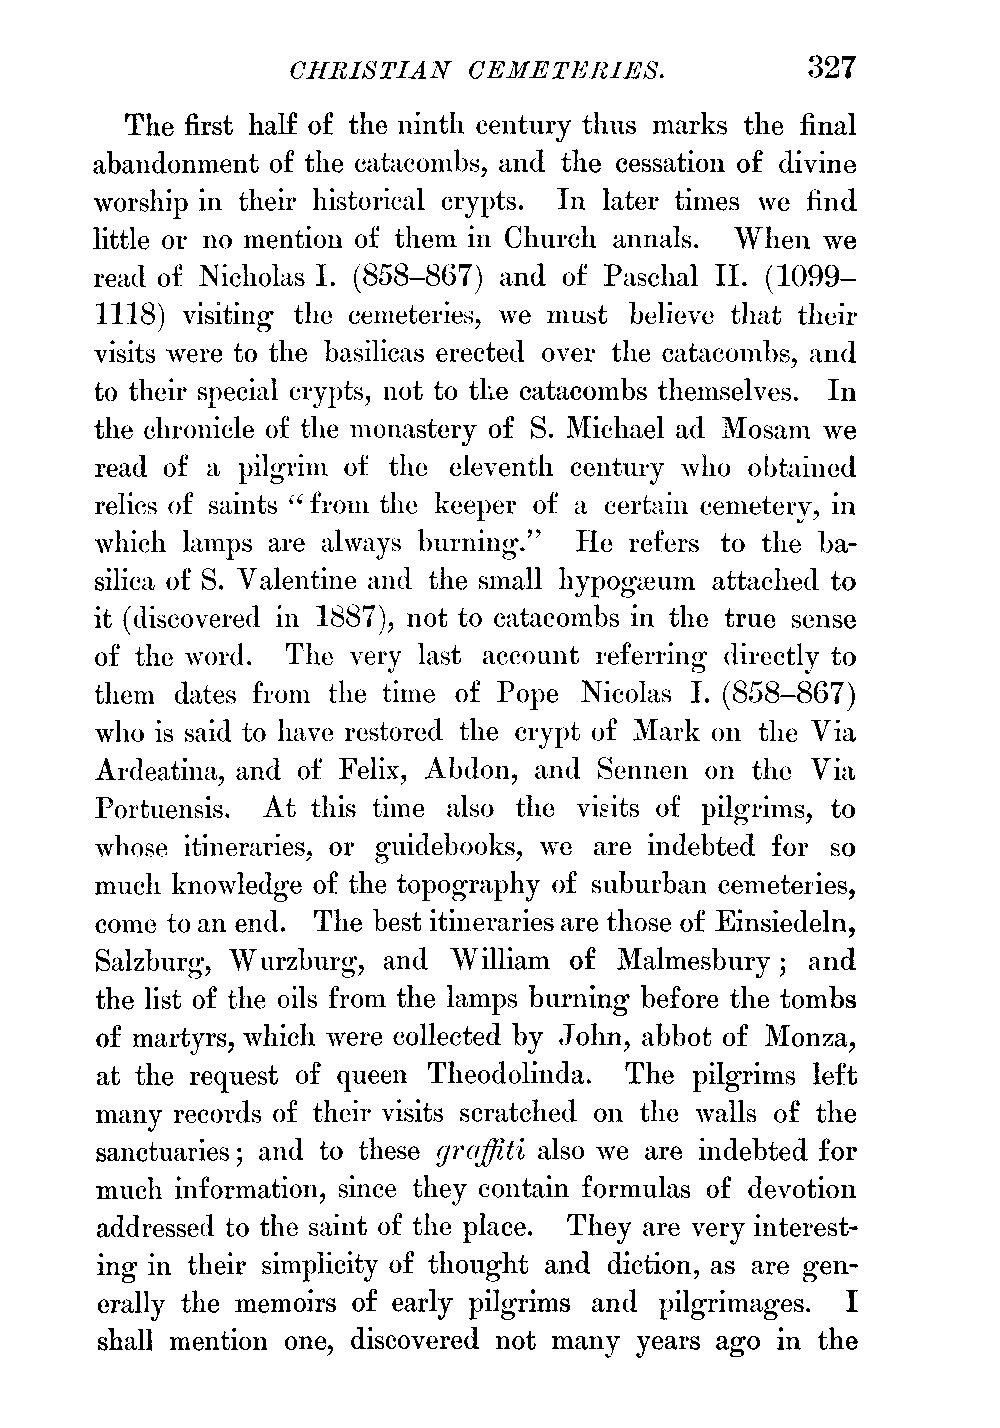 CHRISTIAN CEMETERIES. 327
The first half of the ninth century thus marks the final
abandonment of the catacombs, and the cessation of divine
worship in their historical crypts. In later times we find
little or no mention of them in Church annals. When we
read of Nicholas I. (858–867) and of Paschal II. (1099–
1118) visiting the cemeteries, we must believe that their
visits were to the basilicas erected over the catacombs, and
to their special crypts, not to the catacombs themselves. In
the chronicle of the monastery of S. Michael ad Mosam we
read of a pilgrim of the eleventh century who obtained
relics of saints “from the keeper of a certain cemetery, in
which lamps are always burning.” He refers to the ba-
silica of S. Valentine and the small hypogæum attached to
it (discovered in 1887), not to catacombs in the true sense
of the word. The very last account referring directly to
them dates from the time of Pope Nicolas I. (858–867)
who is said to have restored the crypt of Mark on the Via
Ardeatina, and of Felix, Abdon, and Sennen on the Via
Portuensis. At this time also the visits of pilgrims, to
whose itineraries, or guidebooks, we are indebted for so
much knowledge of the topography of suburban cemeteries,
come to an end. The best itineraries are those of Einsiedeln,
Salzburg, Wurzburg, and William of Malmesbury; and
the list of the oils from the lamps burning before the tombs
of martyrs, which were collected by John, abbot of Monza,
at the request of queen Theodolinda. The pilgrims left
many records of their visits scratched on the walls of the
sanctuaries; and to these graffiti also we are indebted for
much information, since they contain formulas of devotion
addressed to the saint of the place. They are very interest-
ing in their simplicity of thought and diction, as are gen-
erally the memoirs of early pilgrims and pilgrimages. I
shall mention one, discovered not many years ago in the